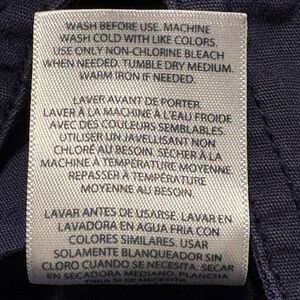 WASH BEFORE USE. MACHINE
WASH COLD WITH LIKE COLORS.
USE ONLY NON-CHLORINE BLEACH
WHEN NEEDED. TUMBLE DRY MEDIUM.
WARM IRON IF NEEDED.
LAVER AVANT DE PORTER.
LAVER À LA MACHINE À L'EAU FROIDE
AVEC DES COULEURS SEMBLABLES.
UTILISER UN JAVELLISANT NON
CHLORÉ AU BESOIN. SÉCHER À LA
MACHINE À TEMPÉRATURE MOYENNE.
REPASSER À TEMPÉRATURE
MOYENNE AU BESOIN.
LAVAR ANTES DE USARSE. LAVAR EN
LAVADORA EN AGUA FRIA CON
COLORES SIMILARES. USAR
SOLAMENTE BLANQUEADOR SIN
CLORO CUANDO SE NECESITA. SECAR
EN SECADORA MEDIANO. PLANCHA
TIBIA SI SE NECESITA.